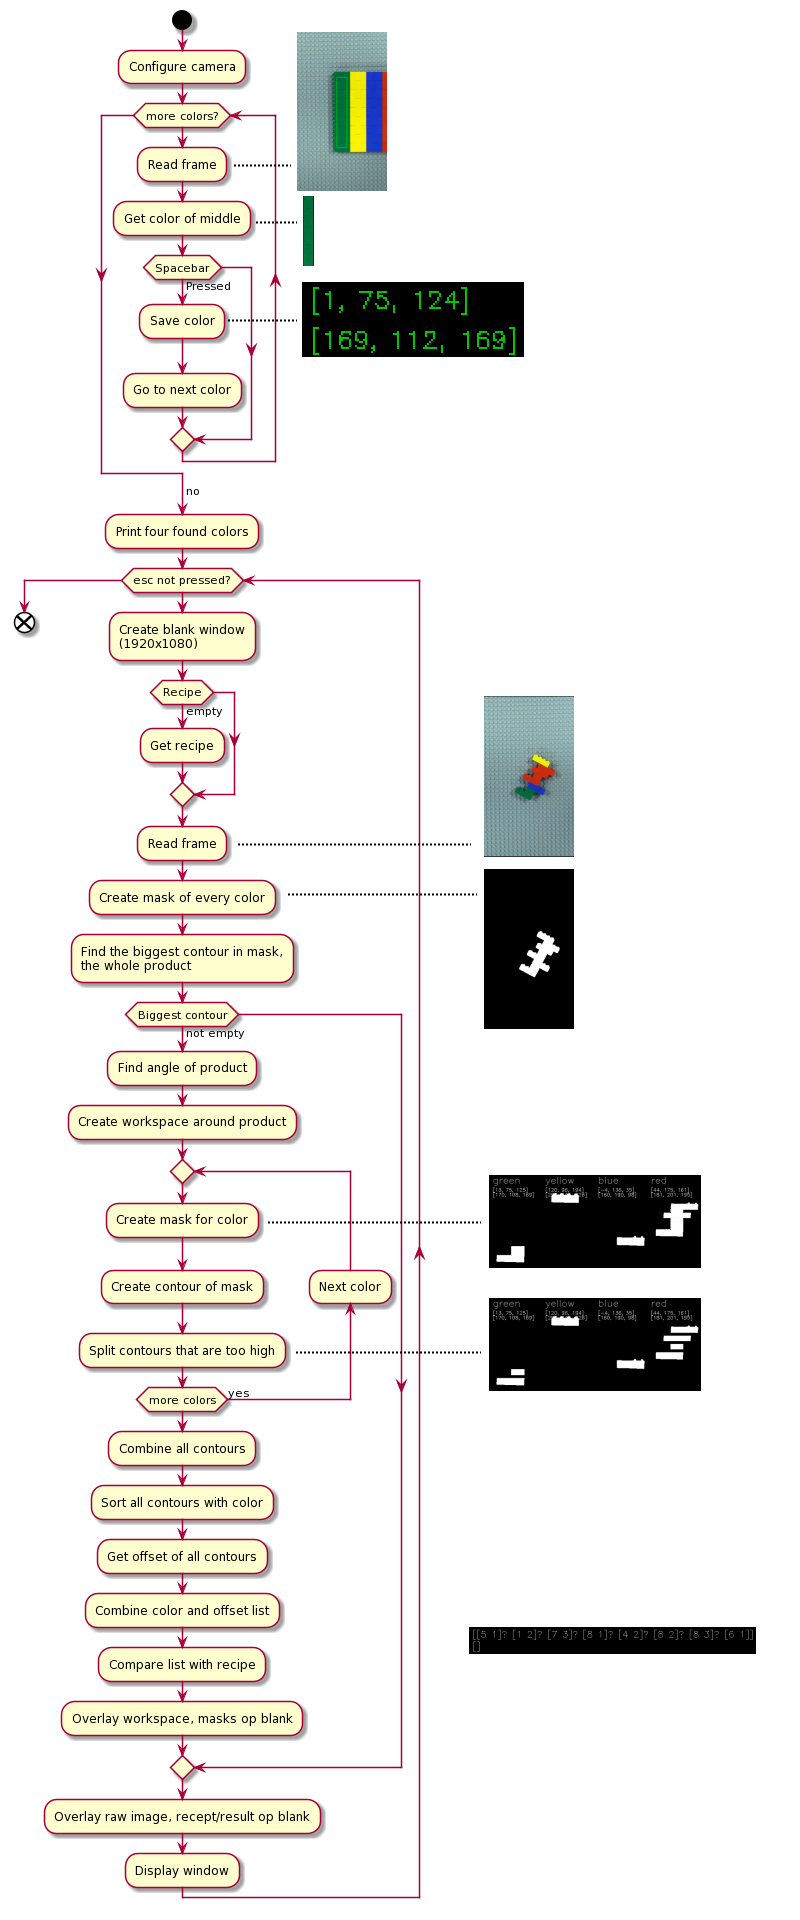 Configure camera
more colors?
Read frame
Get color of middle
Spacebar
Pressed
Save color
[1, 75, 124]
[169, 112, 169]
Go to next color
no
Print four found colors
esc not pressed?
Create blank window
(1920x1080)
Recipe
empty
Get recipe
Read frame
Create mask of every color
Find the biggest contour in mask,
the whole product
Biggest contour
not empty
Find angle of product
Create workspace around product
green yellow blue red
[13, 75, 125] [120, 96, 194] [-4, 136, 35] [44, 175, 161]
[170, 108, 169] [160, 190, 98] [181, 201, 195]
Create mask for color
Create contour of mask
Next color
green yellow blue red
[13, 75, 125] [120, 96, 194] [-4, 136, 35] [44, 175, 161]
[170, 108, 169] [160, 190, 98] [181, 201, 195]
Split contours that are too high
more colors
yes
Combine all contours
Sort all contours with color
Get offset of all contours
Combine color and offset list
[[5 1]? [1 2]? [7 3]? [8 1]? [4 2]? [8 2]? [8 3]? [6 1]]
[]
Compare list with recipe
Overlay workspace, masks op blank
Overlay raw image, recept/result op blank
Display window